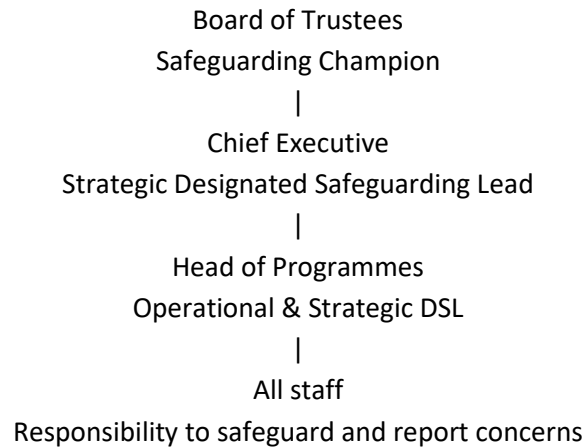 Board of Trustees
Safeguarding Champion
|
Chief Executive
Strategic Designated Safeguarding Lead
|
Head of Programmes
Operational & Strategic DSL
|
All staff
Responsibility to safeguard and report concerns